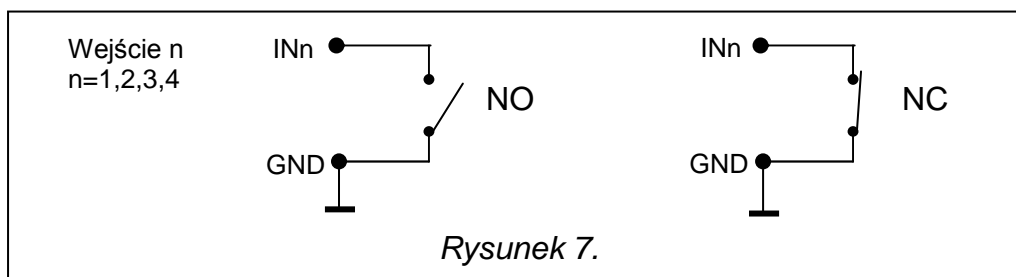 Wejście n
n=1,2,3,4
INn
NO
GND
INn
NC
GND
Rysunek 7.